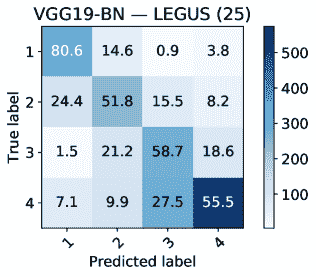 VGG19-BN — LEGUS (25)
True label
1 80.6 14.6 0.9 3.8
2 24.4 51.8 15.5 8.2
3 1.5 21.2 58.7 18.6
4 7.1 9.9 27.5 55.5
1 2 3 4
Predicted label
500
400
300
200
100